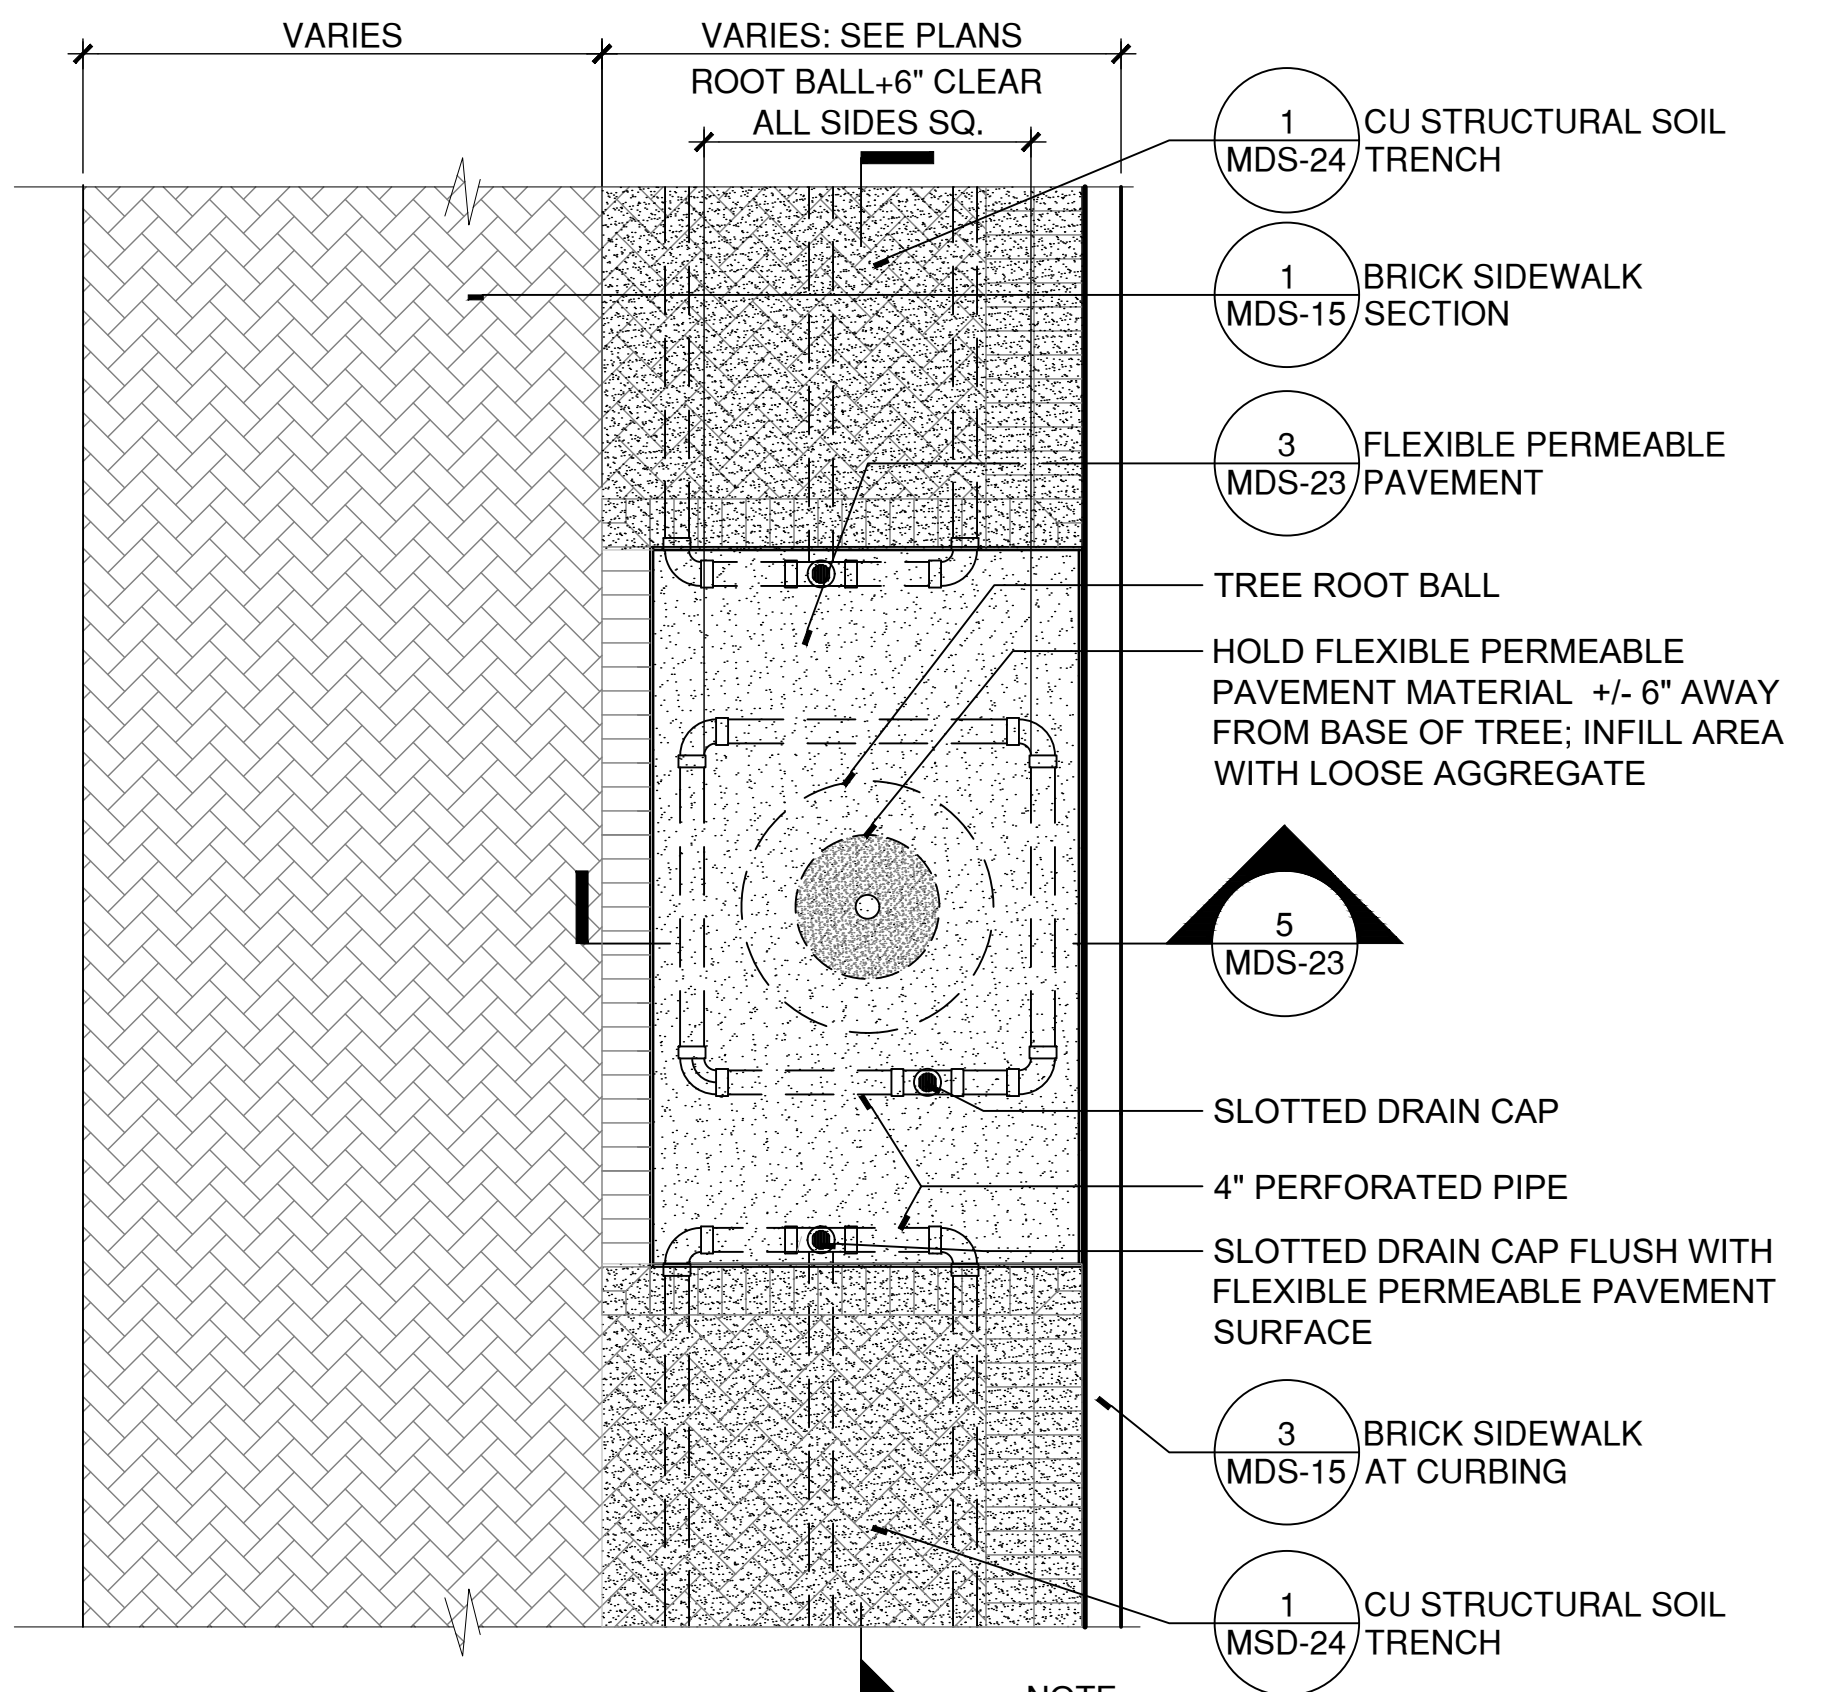 VARIES
VARIES: SEE PLANS
ROOT BALL+6" CLEAR
ALL SIDES SQ.
1
MDS-24
CU STRUCTURAL SOIL
TRENCH
1
MDS-15
BRICK SIDEWALK
SECTION
3
MDS-23
FLEXIBLE PERMEABLE
PAVEMENT
TREE ROOT BALL
HOLD FLEXIBLE PERMEABLE
PAVEMENT MATERIAL +/- 6" AWAY
FROM BASE OF TREE; INFILL AREA
WITH LOOSE AGGREGATE
5
MDS-23
SLOTTED DRAIN CAP
4" PERFORATED PIPE
SLOTTED DRAIN CAP FLUSH WITH
FLEXIBLE PERMEABLE PAVEMENT
SURFACE
3
MDS-15
BRICK SIDEWALK
AT CURBING
1
MSD-24
CU STRUCTURAL SOIL
TRENCH
NOTE